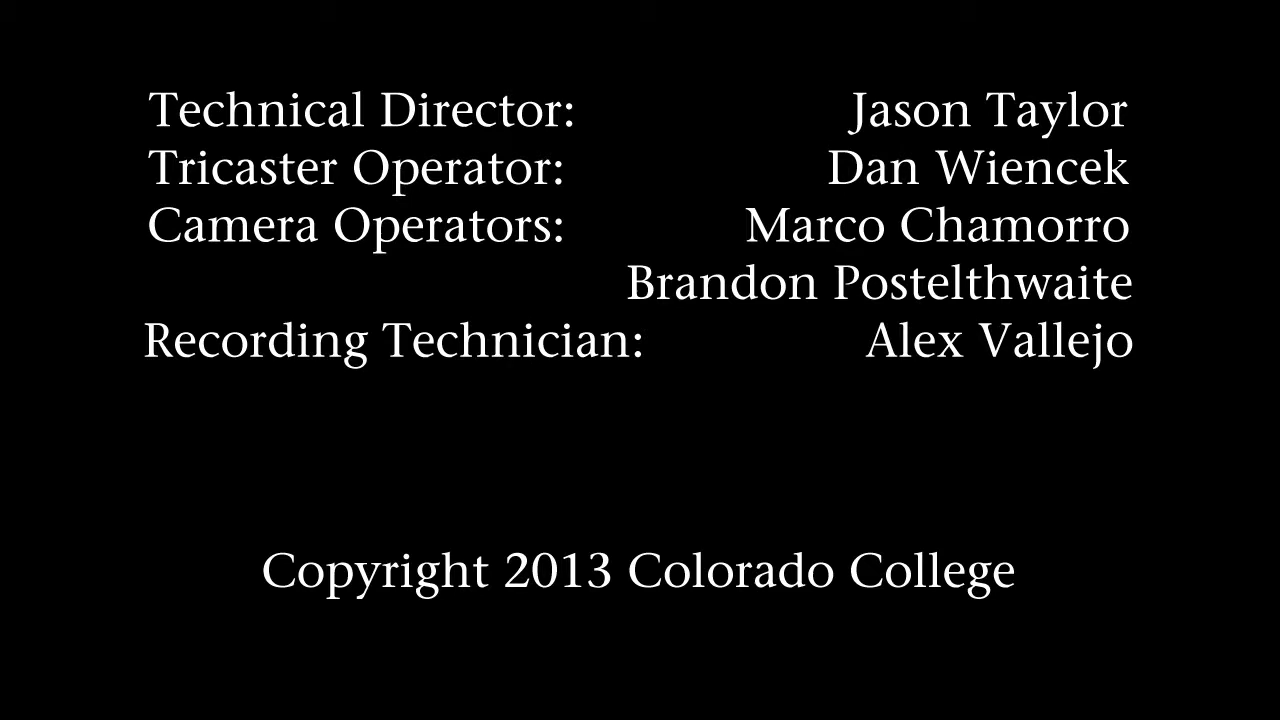 Technical Director: Jason Taylor
Tricaster Operator: Dan Wiencek
Camera Operators: Marco Chamorro
Brandon Postelthwaite
Recording Technician: Alex Vallejo
Copyright 2013 Colorado College